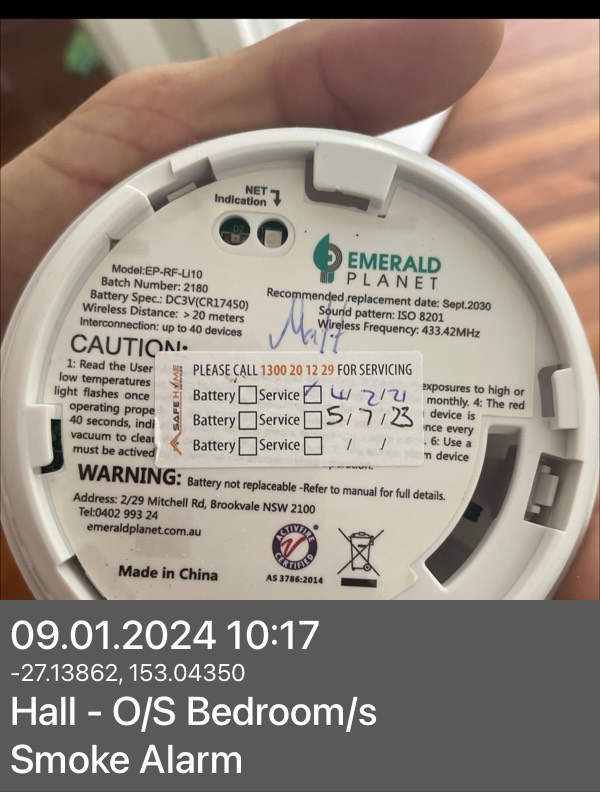 NET
Indication
EMERALD
PLANET
Model:EP-RF-Li10
Batch Number: 2180
Battery Spec.: DC3V(CR17450)
Wireless Distance: > 20 meters
Interconnection: up to 40 devices
Recommended replacement date: Sept.2030
Sound pattern: ISO 8201
Wireless Frequency: 433.42MHz
Matt
CAUTION:
1: Read the User
low temperatures
light flashes once
operating prope
40 seconds, indi
vacuum to clea
must be actived
exposures to high or
monthly. 4: The red
device is
nce every
. 6: Use a
m device
SAFE HOME
PLEASE CALL 1300 20 12 29 FOR SERVICING
Battery Service 4/2/21
Battery Service 5/7/23
Battery Service / /
WARNING: Battery not replaceable -Refer to manual for full details.
Address: 2/29 Mitchell Rd, Brookvale NSW 2100
Tel:0402 993 24
emeraldplanet.com.au
ACTIVFIRE
CERTIFIED
AS 3786:2014
Made in China
09.01.2024 10:17
-27.13862, 153.04350
Hall - O/S Bedroom/s
Smoke Alarm